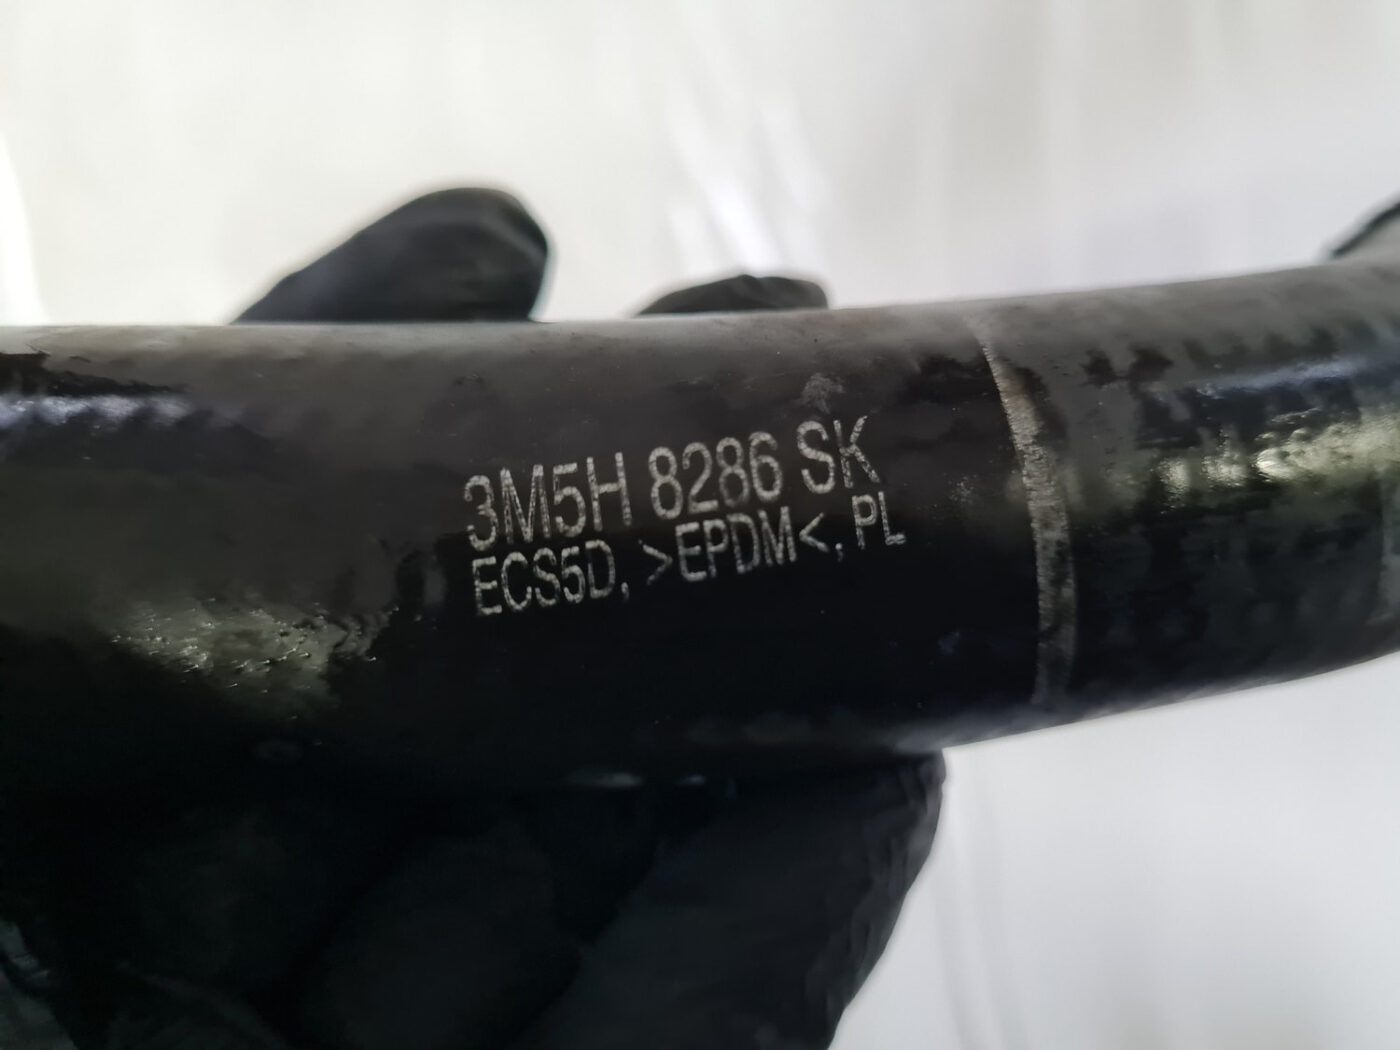 3M5H 8286 SK
ECS5D, >EPDM<, PL